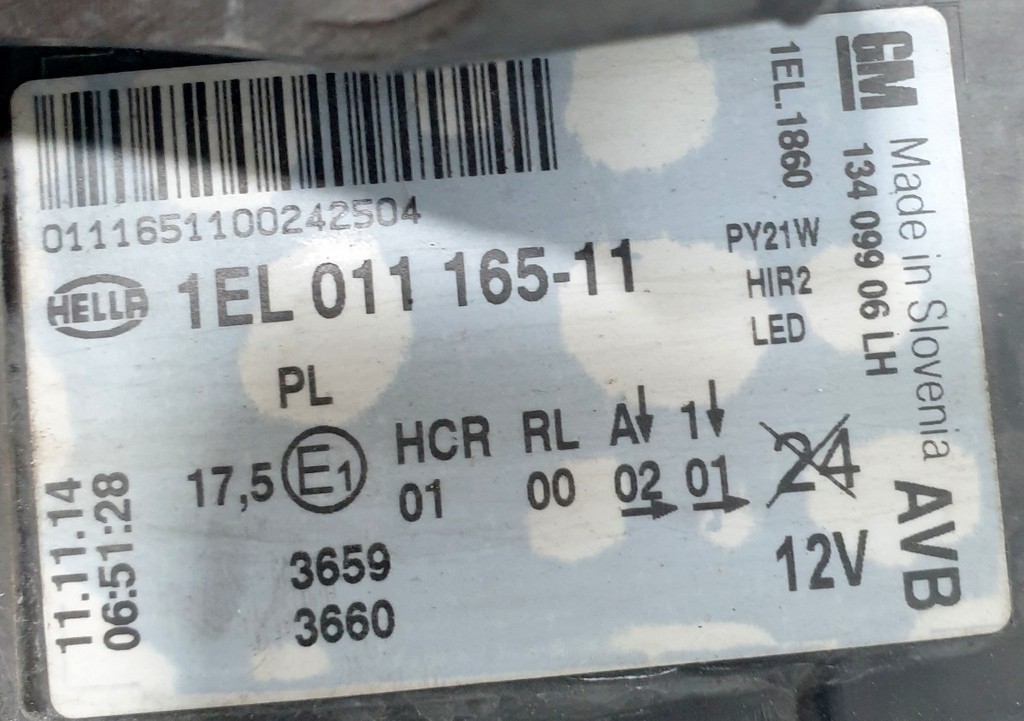 0111651100242504
HELLA
1EL 011 165-11
PL
17,5 E1
HCR RL A↓ 1↓
01 00 02 01
3659
3660
11.11.14
06:51:28
PY21W
HIR2
LED
24
12V
1EL.1860
GM 134 099 06 LH
Made in Slovenia AVB